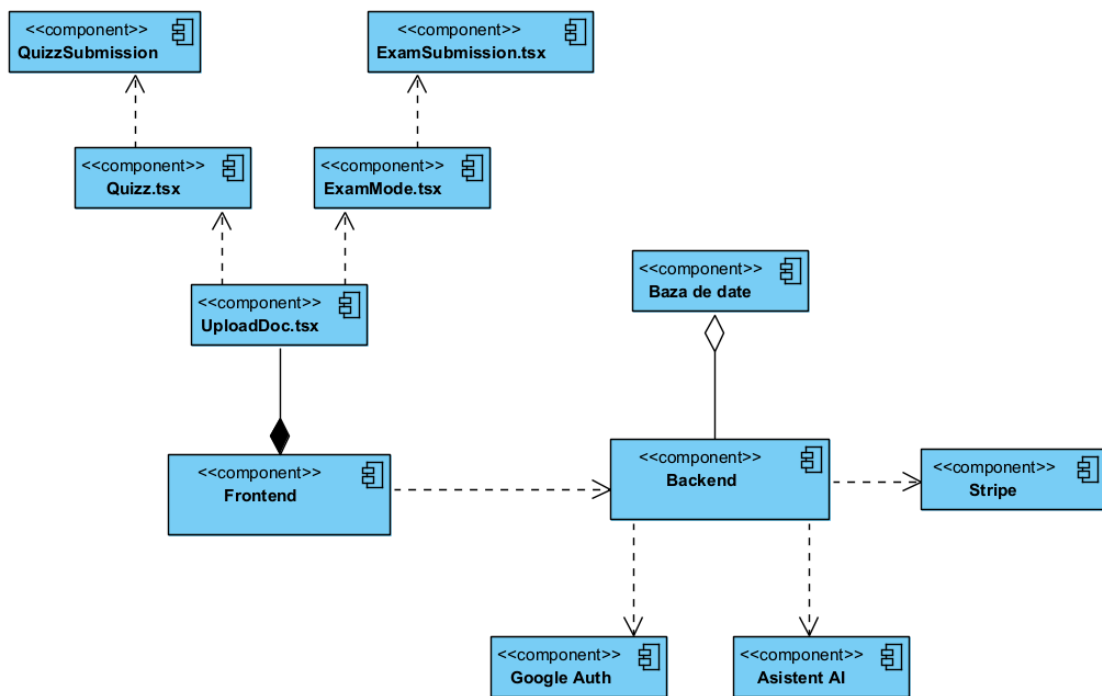 <<component>>
QuizzSubmission
<<component>>
ExamSubmission.tsx
<<component>>
Quizz.tsx
<<component>>
ExamMode.tsx
<<component>>
Baza de date
<<component>>
UploadDoc.tsx
<<component>>
Frontend
<<component>>
Backend
<<component>>
Stripe
<<component>>
Google Auth
<<component>>
Asistent AI